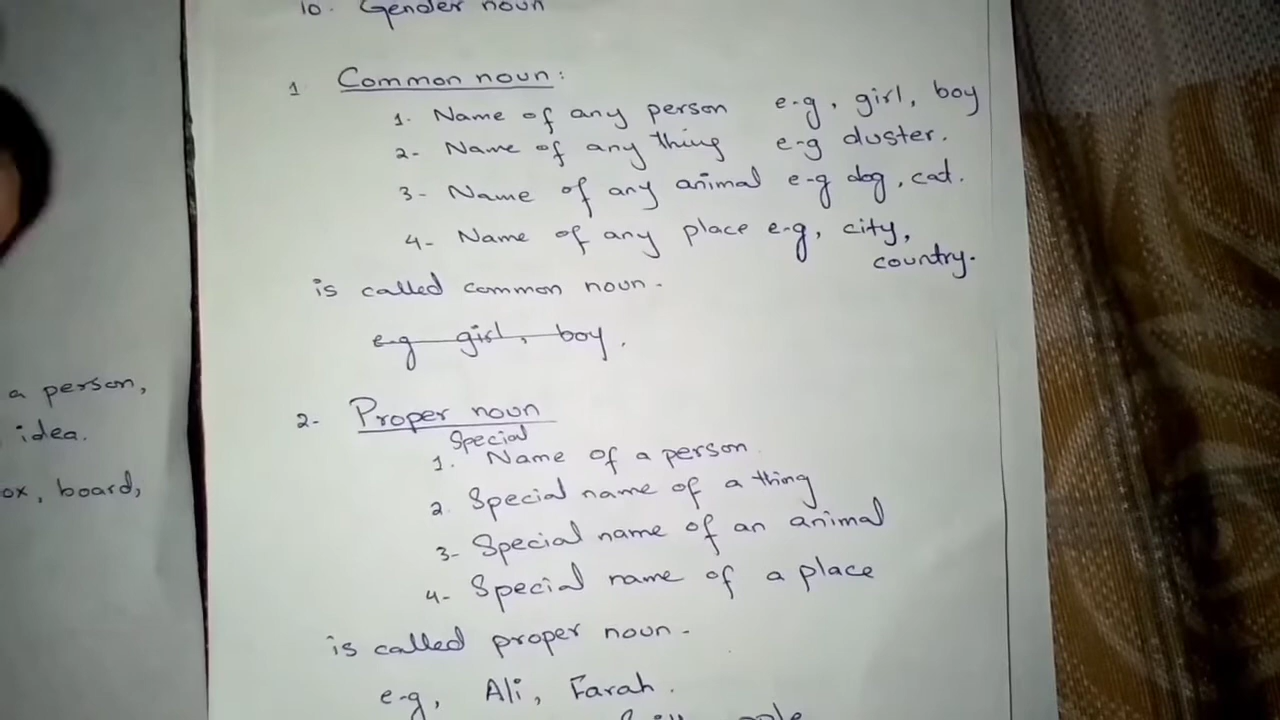 10. Gender noun
1 Common noun:
1. Name of any person e-g, girl, boy
2- Name of any thing e-g duster.
3- Name of any animal e-g dog, cat.
4- Name of any place e-g, city,
country.
is called common noun.
e-g girl, boy.
2- Proper noun
Special
1. Name of a person.
2. Special name of a thing
3- Special name of an animal
4- Special name of a place
is called proper noun.
e-g, Ali, Farah.
a person,
idea.
board,